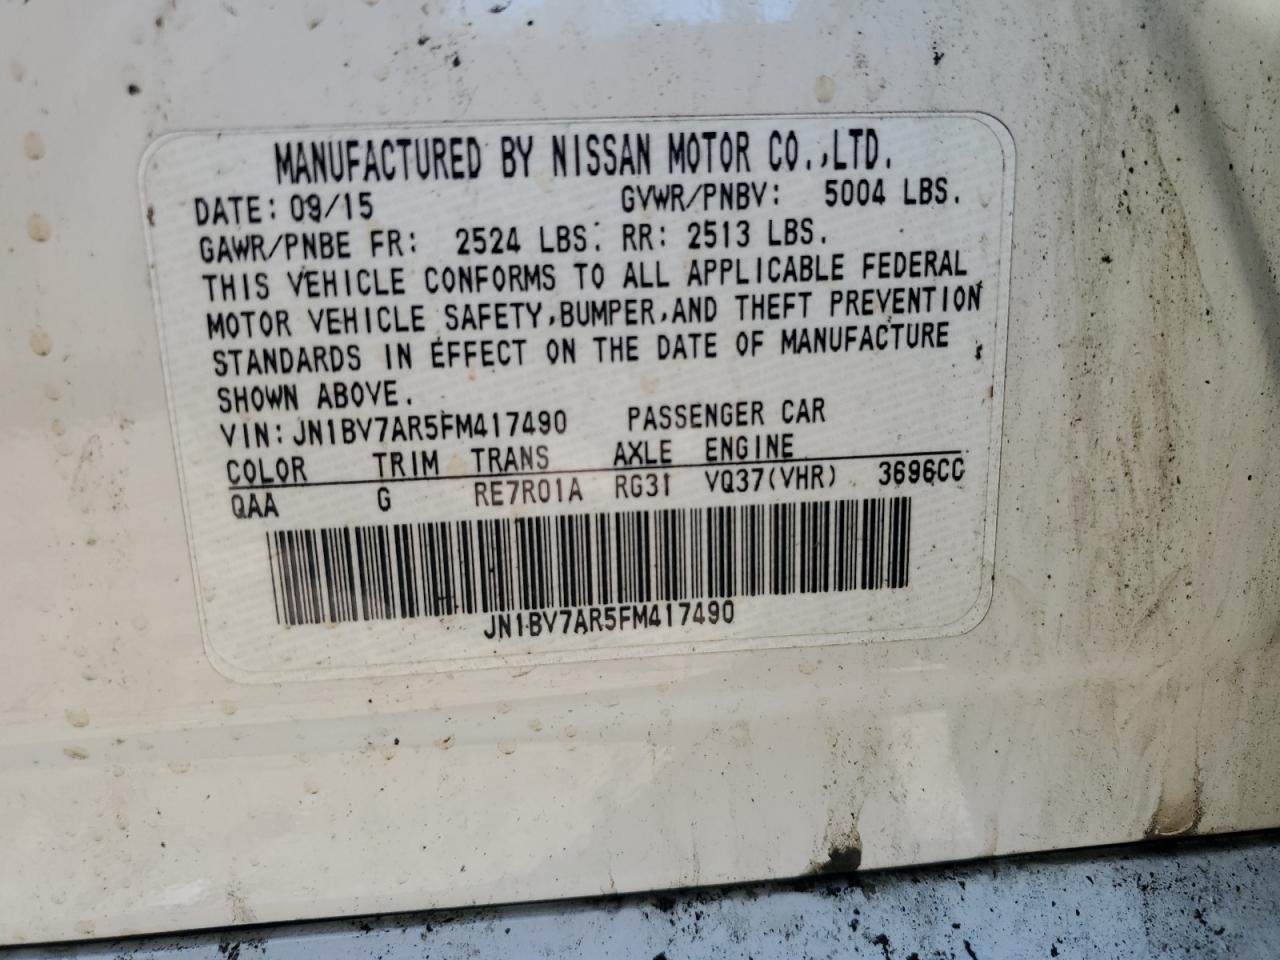 MANUFACTURED BY NISSAN MOTOR CO.,LTD.
DATE: 09/15 GVWR/PNBV: 5004 LBS.
GAWR/PNBE FR: 2524 LBS. RR: 2513 LBS.
THIS VEHICLE CONFORMS TO ALL APPLICABLE FEDERAL
MOTOR VEHICLE SAFETY,BUMPER,AND THEFT PREVENTION
STANDARDS IN EFFECT ON THE DATE OF MANUFACTURE
SHOWN ABOVE.
VIN: JN1BV7AR5FM417490 PASSENGER CAR
COLOR TRIM TRANS AXLE ENGINE
QAA G RE7R01A RG31 VQ37(VHR) 3696CC
JN1BV7AR5FM417490